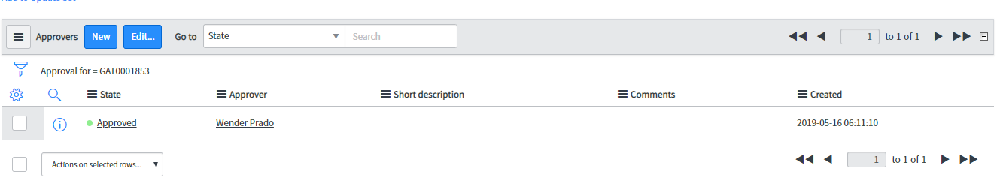 Approvers New Edit... Go to State Search 1 to 1 of 1
Approval for = GAT0001853
State Approver Short description Comments Created
Approved Wender Prado 2019-05-16 06:11:10
Actions on selected rows... 1 to 1 of 1